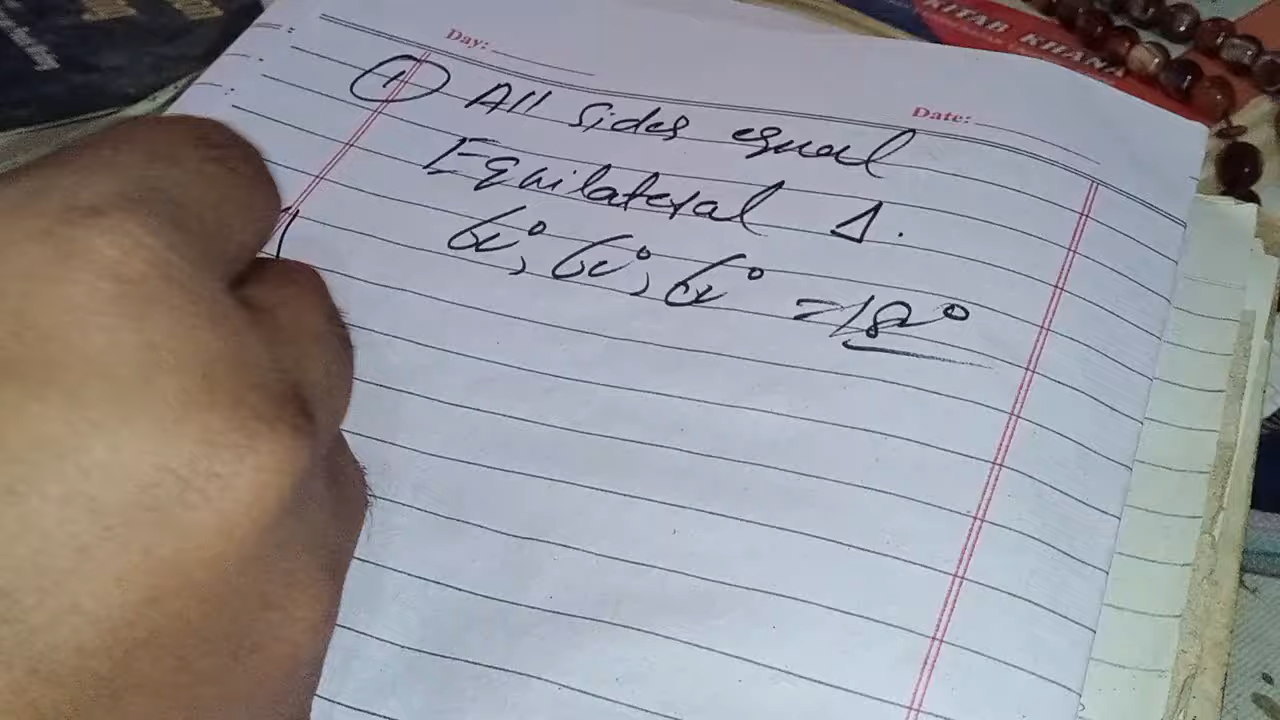 Day:
Date:
① All sides equal
Equilateral Δ.
60°, 60°, 60° = 180°
KITAB KHANA